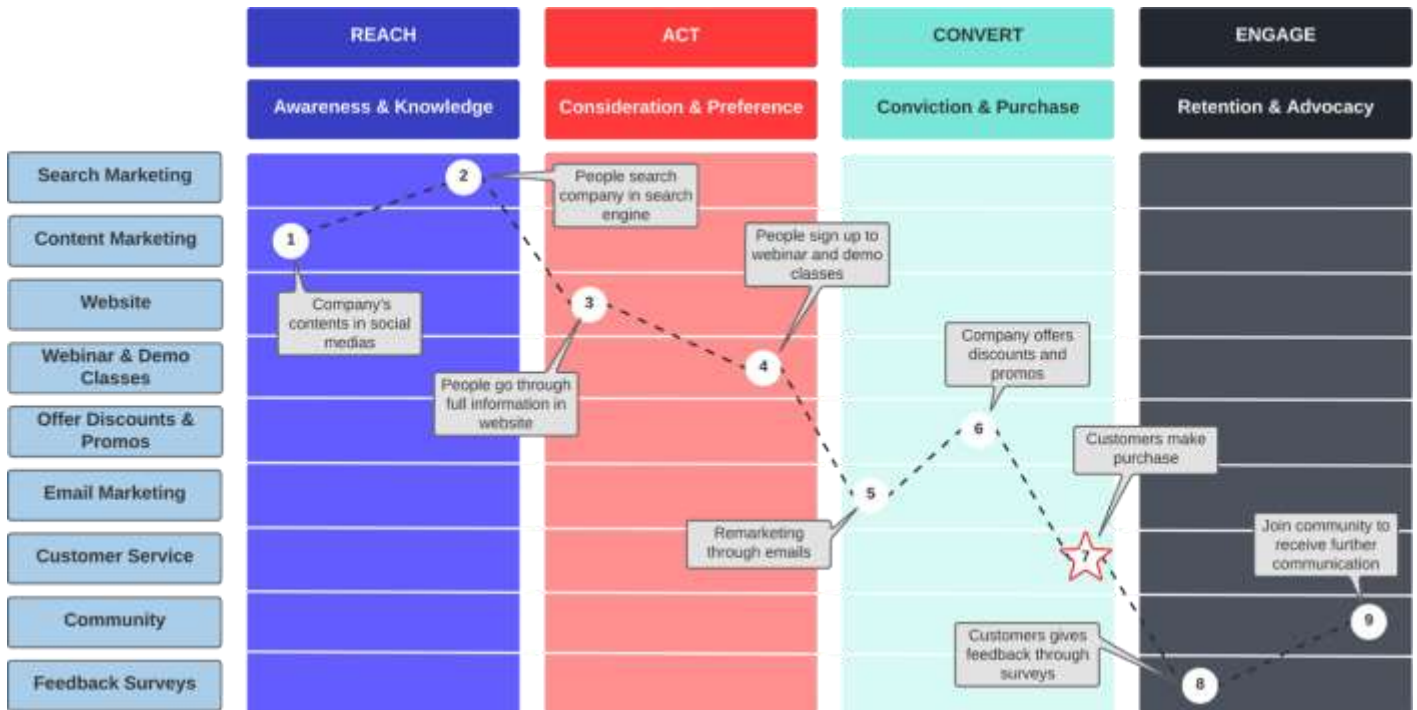 REACH
ACT
CONVERT
ENGAGE
Awareness & Knowledge
Consideration & Preference
Conviction & Purchase
Retention & Advocacy
Search Marketing
2
People search
company in search
engine
Content Marketing
1
People sign up to
webinar and demo
classes
Website
Company's
contents in social
medias
3
Webinar & Demo
Classes
4
Company offers
discounts and
promos
People go through
full information in
website
Offer Discounts &
Promos
6
Customers make
purchase
Email Marketing
5
Remarketing
through emails
Customer Service
7
Join community to
receive further
communication
Community
9
Customers gives
feedback through
surveys
Feedback Surveys
8